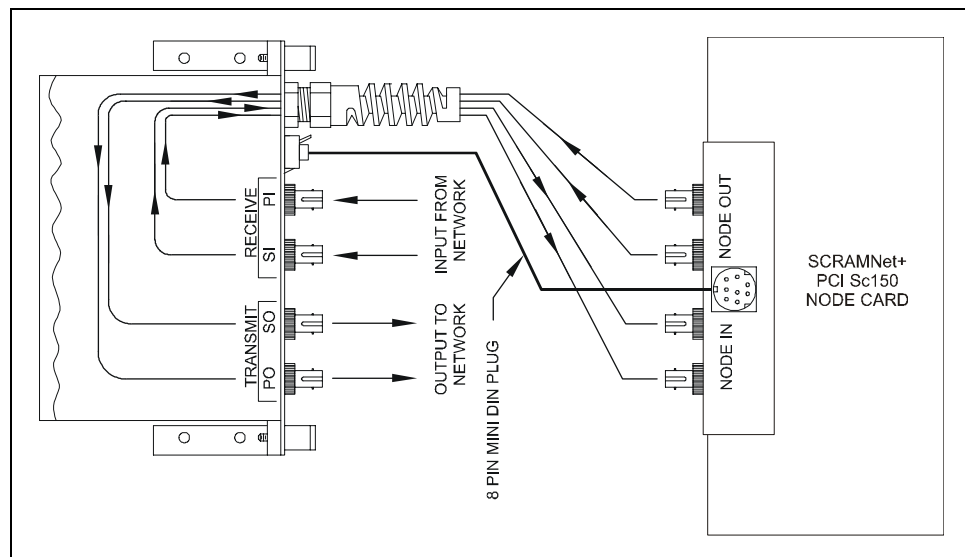 RECEIVE
PI
SI
TRANSMIT
SO
PO
INPUT FROM
NETWORK
OUTPUT TO
NETWORK
8 PIN MINI DIN PLUG
NODE OUT
NODE IN
SCRAMNet+
PCI Sc150
NODE CARD